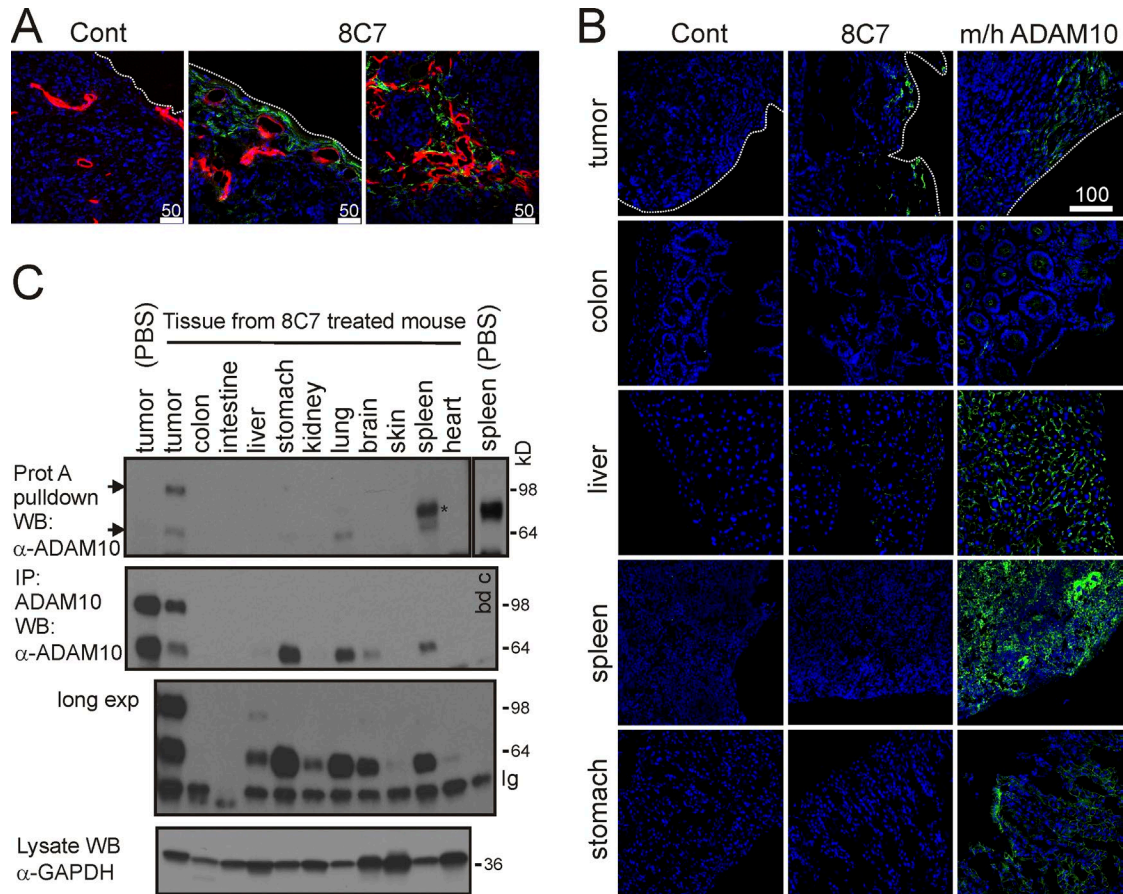 A
Cont
8C7
50
50
50
B
Cont
8C7
m/h ADAM10
tumor
100
colon
liver
spleen
stomach
C
Tissue from 8C7 treated mouse
tumor (PBS)
tumor
colon
intestine
liver
stomach
kidney
lung
brain
skin
spleen
heart
spleen (PBS)
kD
Prot A
pulldown
WB:
α-ADAM10
*
-98
-64
IP:
ADAM10
WB:
α-ADAM10
bd c
-98
-64
long exp
-98
-64
Ig
Lysate WB
α-GAPDH
-36